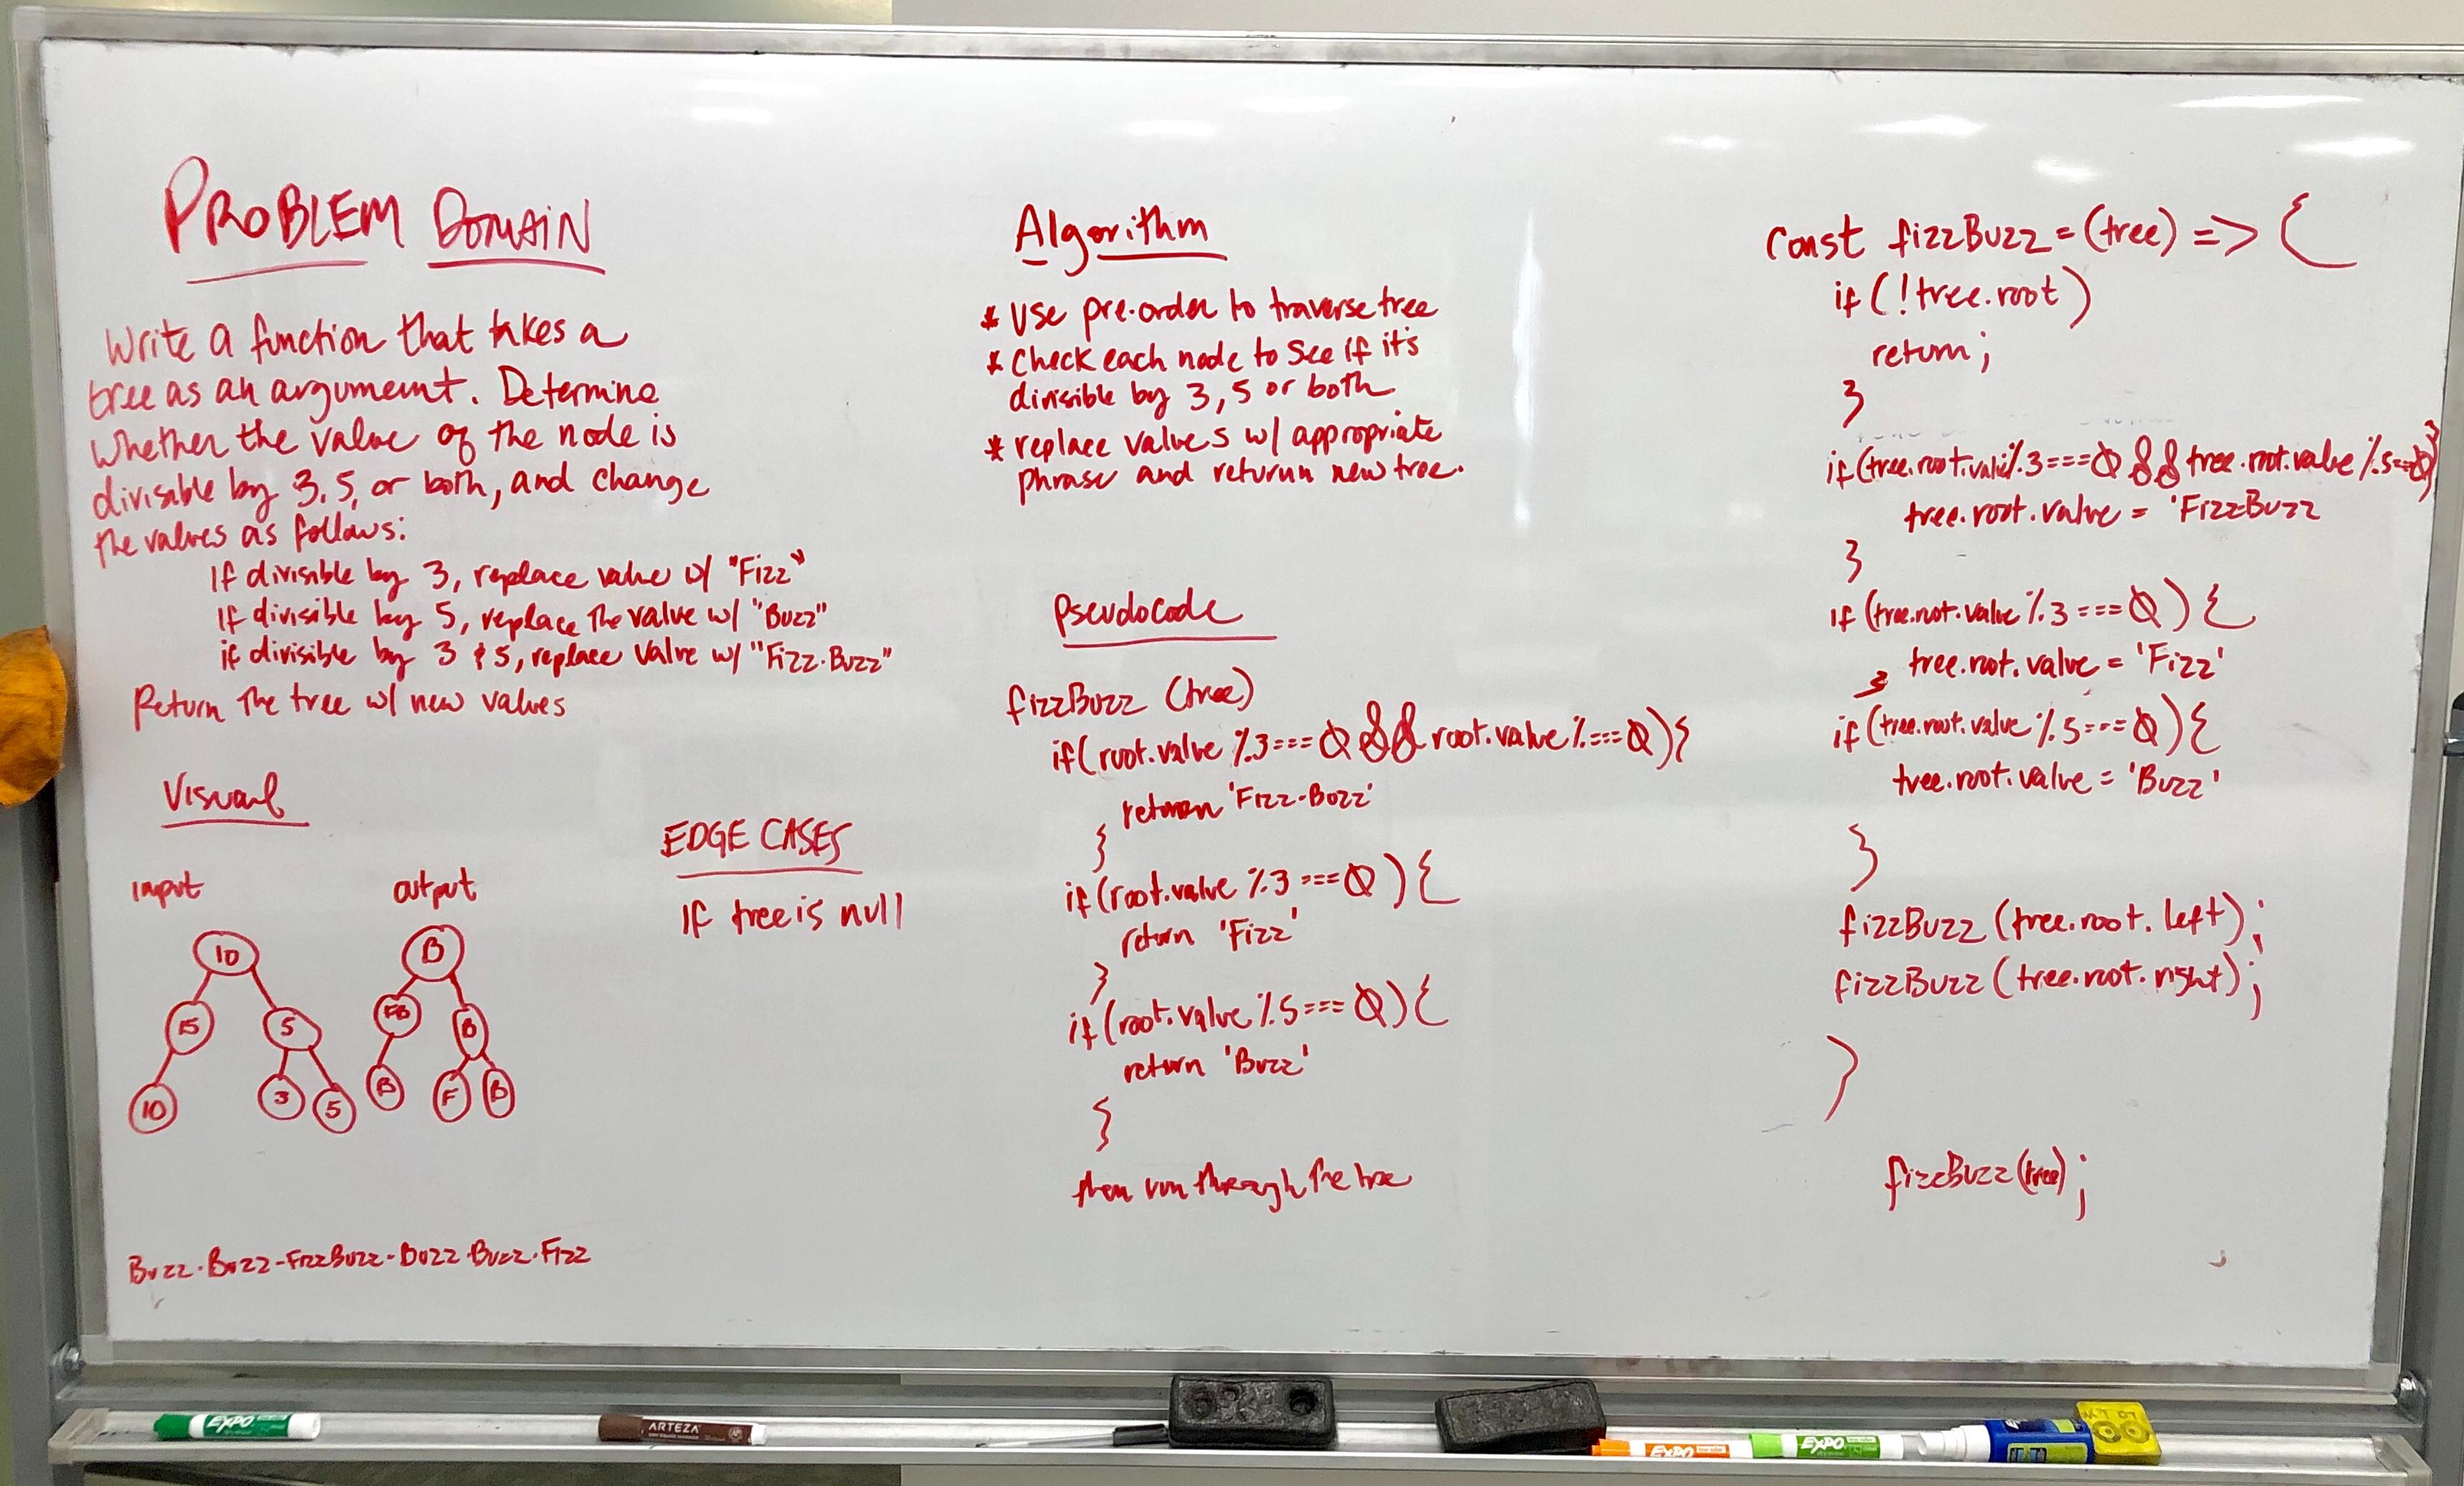 PROBLEM DOMAIN
Write a function that takes a
tree as an argument. Determine
whether the value of the node is
divisable by 3, 5, or both, and change
the values as follows:
If divisible by 3, replace value w/ "Fizz"
If divisible by 5, replace the value w/ "Buzz"
if divisible by 3 & 5, replace value w/ "Fizz-Buzz"
Return the tree w/ new values
Visual
input
output
10
15
5
10
3
5
B
FB
B
B
F
B
Buzz-Buzz-FizzBuzz-Buzz-Buzz-Fizz
EDGE CASES
If tree is null
Algorithm
* Use pre-order to traverse tree
* Check each node to see if it's
divisible by 3, 5 or both
* replace values w/ appropriate
phrase and returun new tree.
Pseudocode
fizzBuzz (tree)
if(root.value %3===0 && root.value %===0){
return 'Fizz-Buzz'
}
if(root.value %3 ===0 ) {
return 'Fizz'
}
if(root.value %5=== 0) {
return 'Buzz'
}
then run through the tree
const fizzBuzz = (tree) => {
if (!tree.root)
return;
}
if(tree.root.value%3===0 && tree.root.value %5===0){
tree.root.value = 'FizzBuzz
}
if (tree.root.value %3 ===0) {
tree.root.value = 'Fizz'
}
if (tree.root.value %5===0) {
tree.root.value = 'Buzz'
}
fizzBuzz (tree.root.left);
fizzBuzz (tree.root.right);
}
fizzBuzz(tree);
EXPO
ARTEZA
EXPO
EXPO